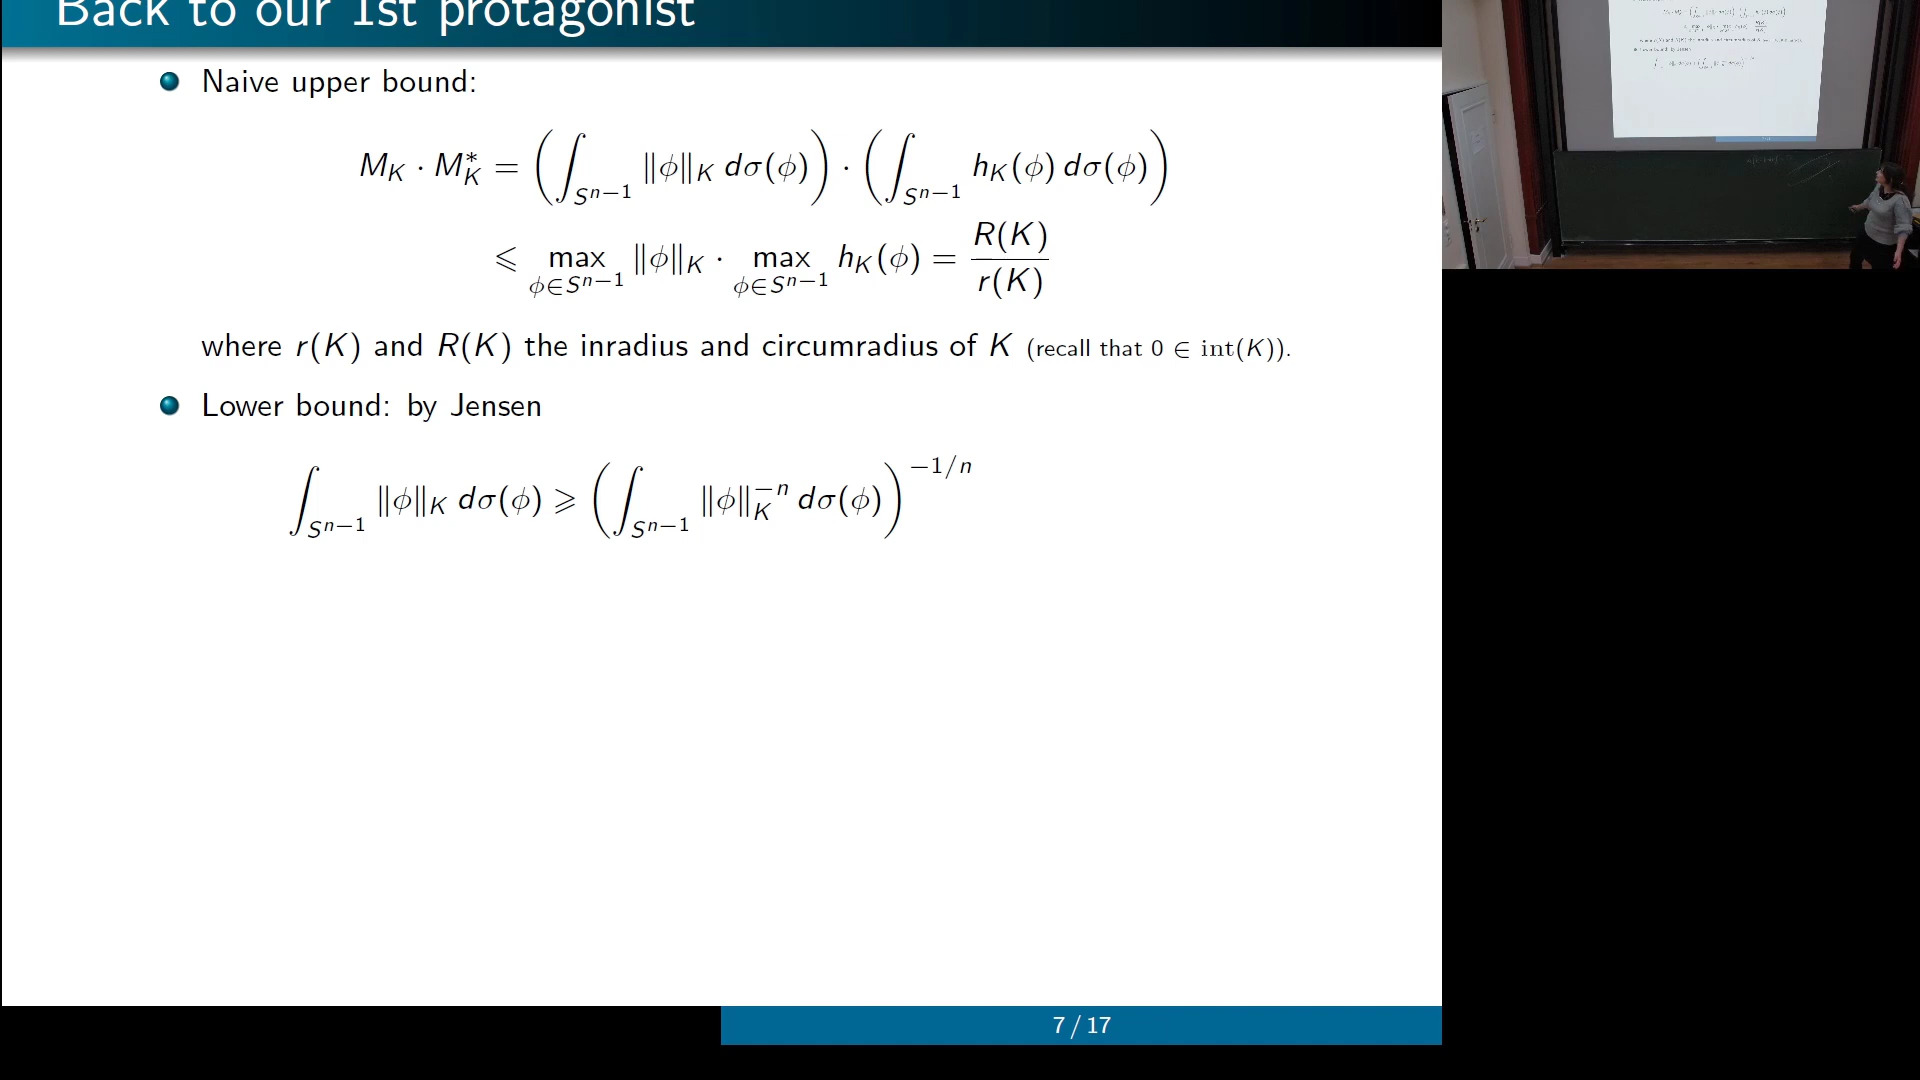 Back to our 1st protagonist
Naive upper bound:
M_K · M_K^* = ( ∫_{S^{n−1}} ‖ϕ‖_K dσ(ϕ) ) · ( ∫_{S^{n−1}} h_K(ϕ) dσ(ϕ) )
⩽ max_{ϕ∈S^{n−1}} ‖ϕ‖_K · max_{ϕ∈S^{n−1}} h_K(ϕ) = R(K) / r(K)
where r(K) and R(K) the inradius and circumradius of K (recall that 0 ∈ int(K)).
Lower bound: by Jensen
∫_{S^{n−1}} ‖ϕ‖_K dσ(ϕ) ⩾ ( ∫_{S^{n−1}} ‖ϕ‖_K^{−n} dσ(ϕ) )^{−1/n}
7 / 17